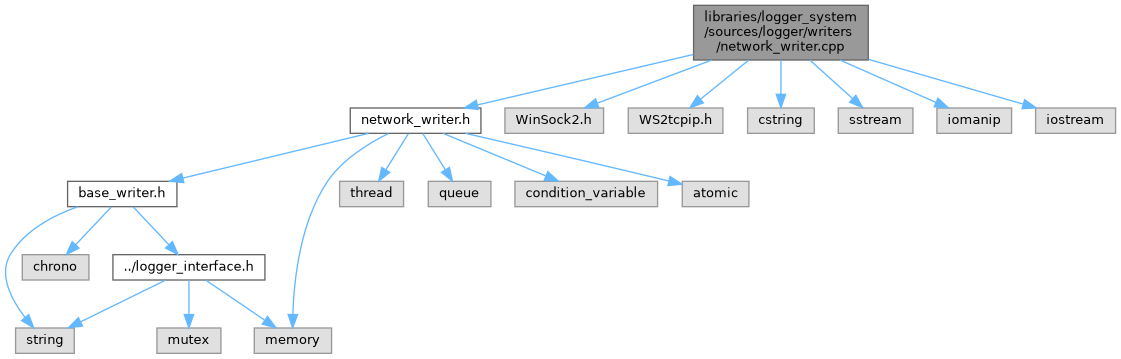 libraries/logger_system
/sources/logger/writers
/network_writer.cpp
network_writer.h
WinSock2.h
WS2tcpip.h
cstring
sstream
iomanip
iostream
base_writer.h
thread
queue
condition_variable
atomic
chrono
../logger_interface.h
string
mutex
memory